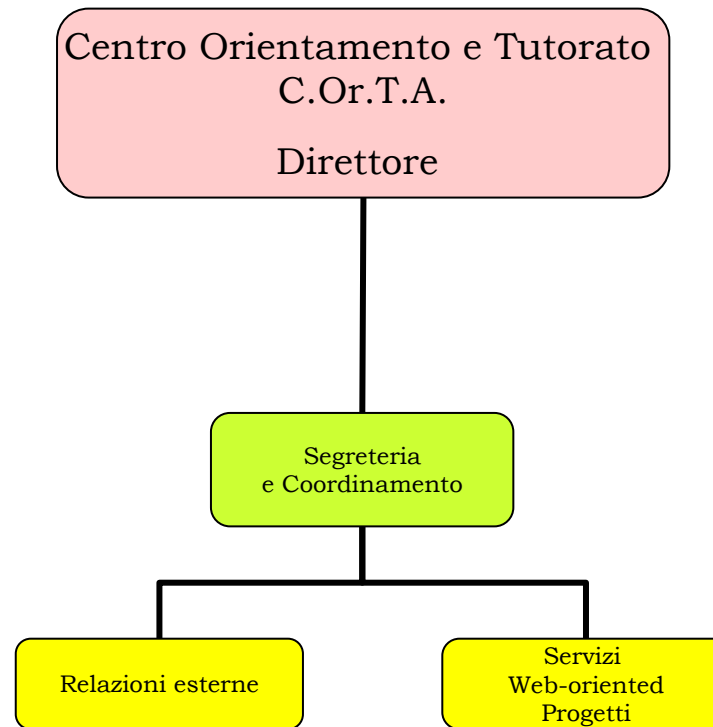 Centro Orientamento e Tutorato
C.Or.T.A.
Direttore
Segreteria
e Coordinamento
Relazioni esterne
Servizi
Web-oriented
Progetti